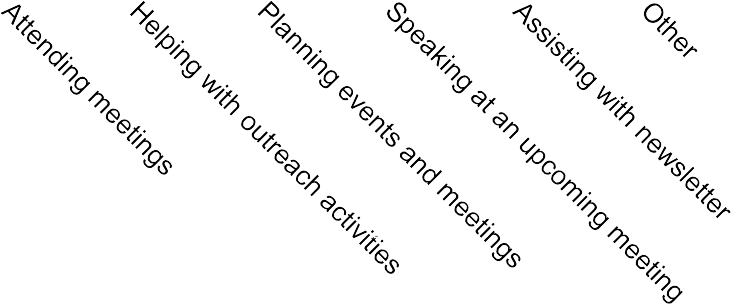 Attending meetings
Helping with outreach activities
Planning events and meetings
Speaking at an upcoming meeting
Assisting with newsletter
Other